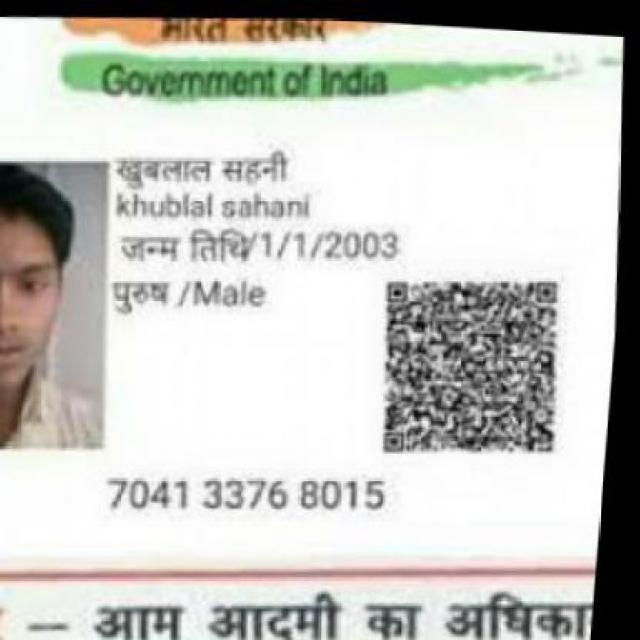 भारत सरकार
Government of India
खुबलाल सहनी
khublal sahani
जन्म तिथि/1/1/2003
पुरुष /Male
7041 3376 8015
– आम आदमी का